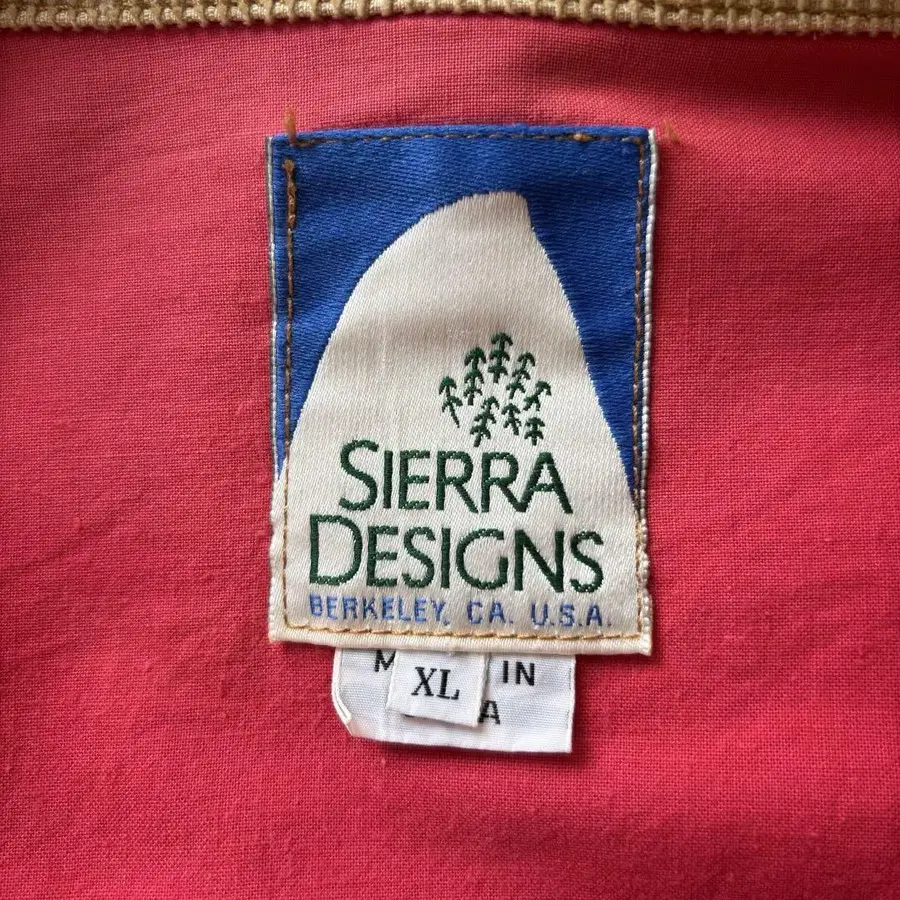 SIERRA
DESIGNS
BERKELEY, CA. U.S.A.
XL
IN